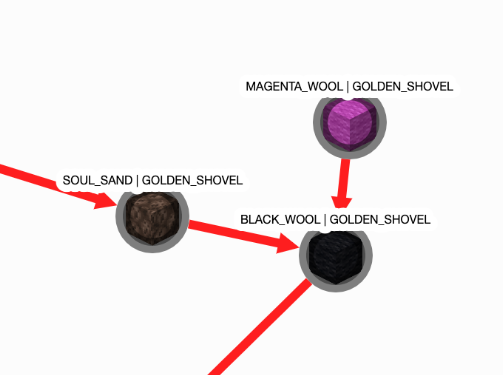 MAGENTA_WOOL | GOLDEN_SHOVEL
SOUL_SAND | GOLDEN_SHOVEL
BLACK_WOOL | GOLDEN_SHOVEL